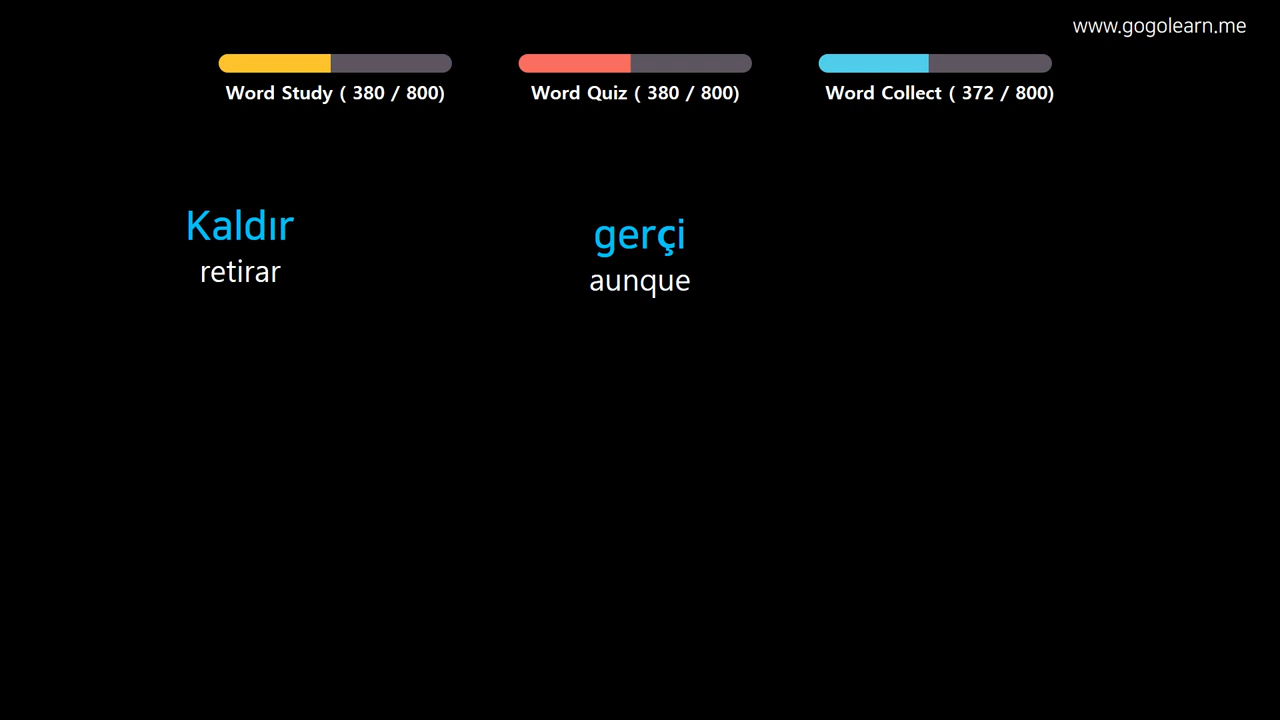 www.gogolearn.me
Word Study ( 380 / 800)
Word Quiz ( 380 / 800)
Word Collect ( 372 / 800)
Kaldır
retirar
gerçi
aunque